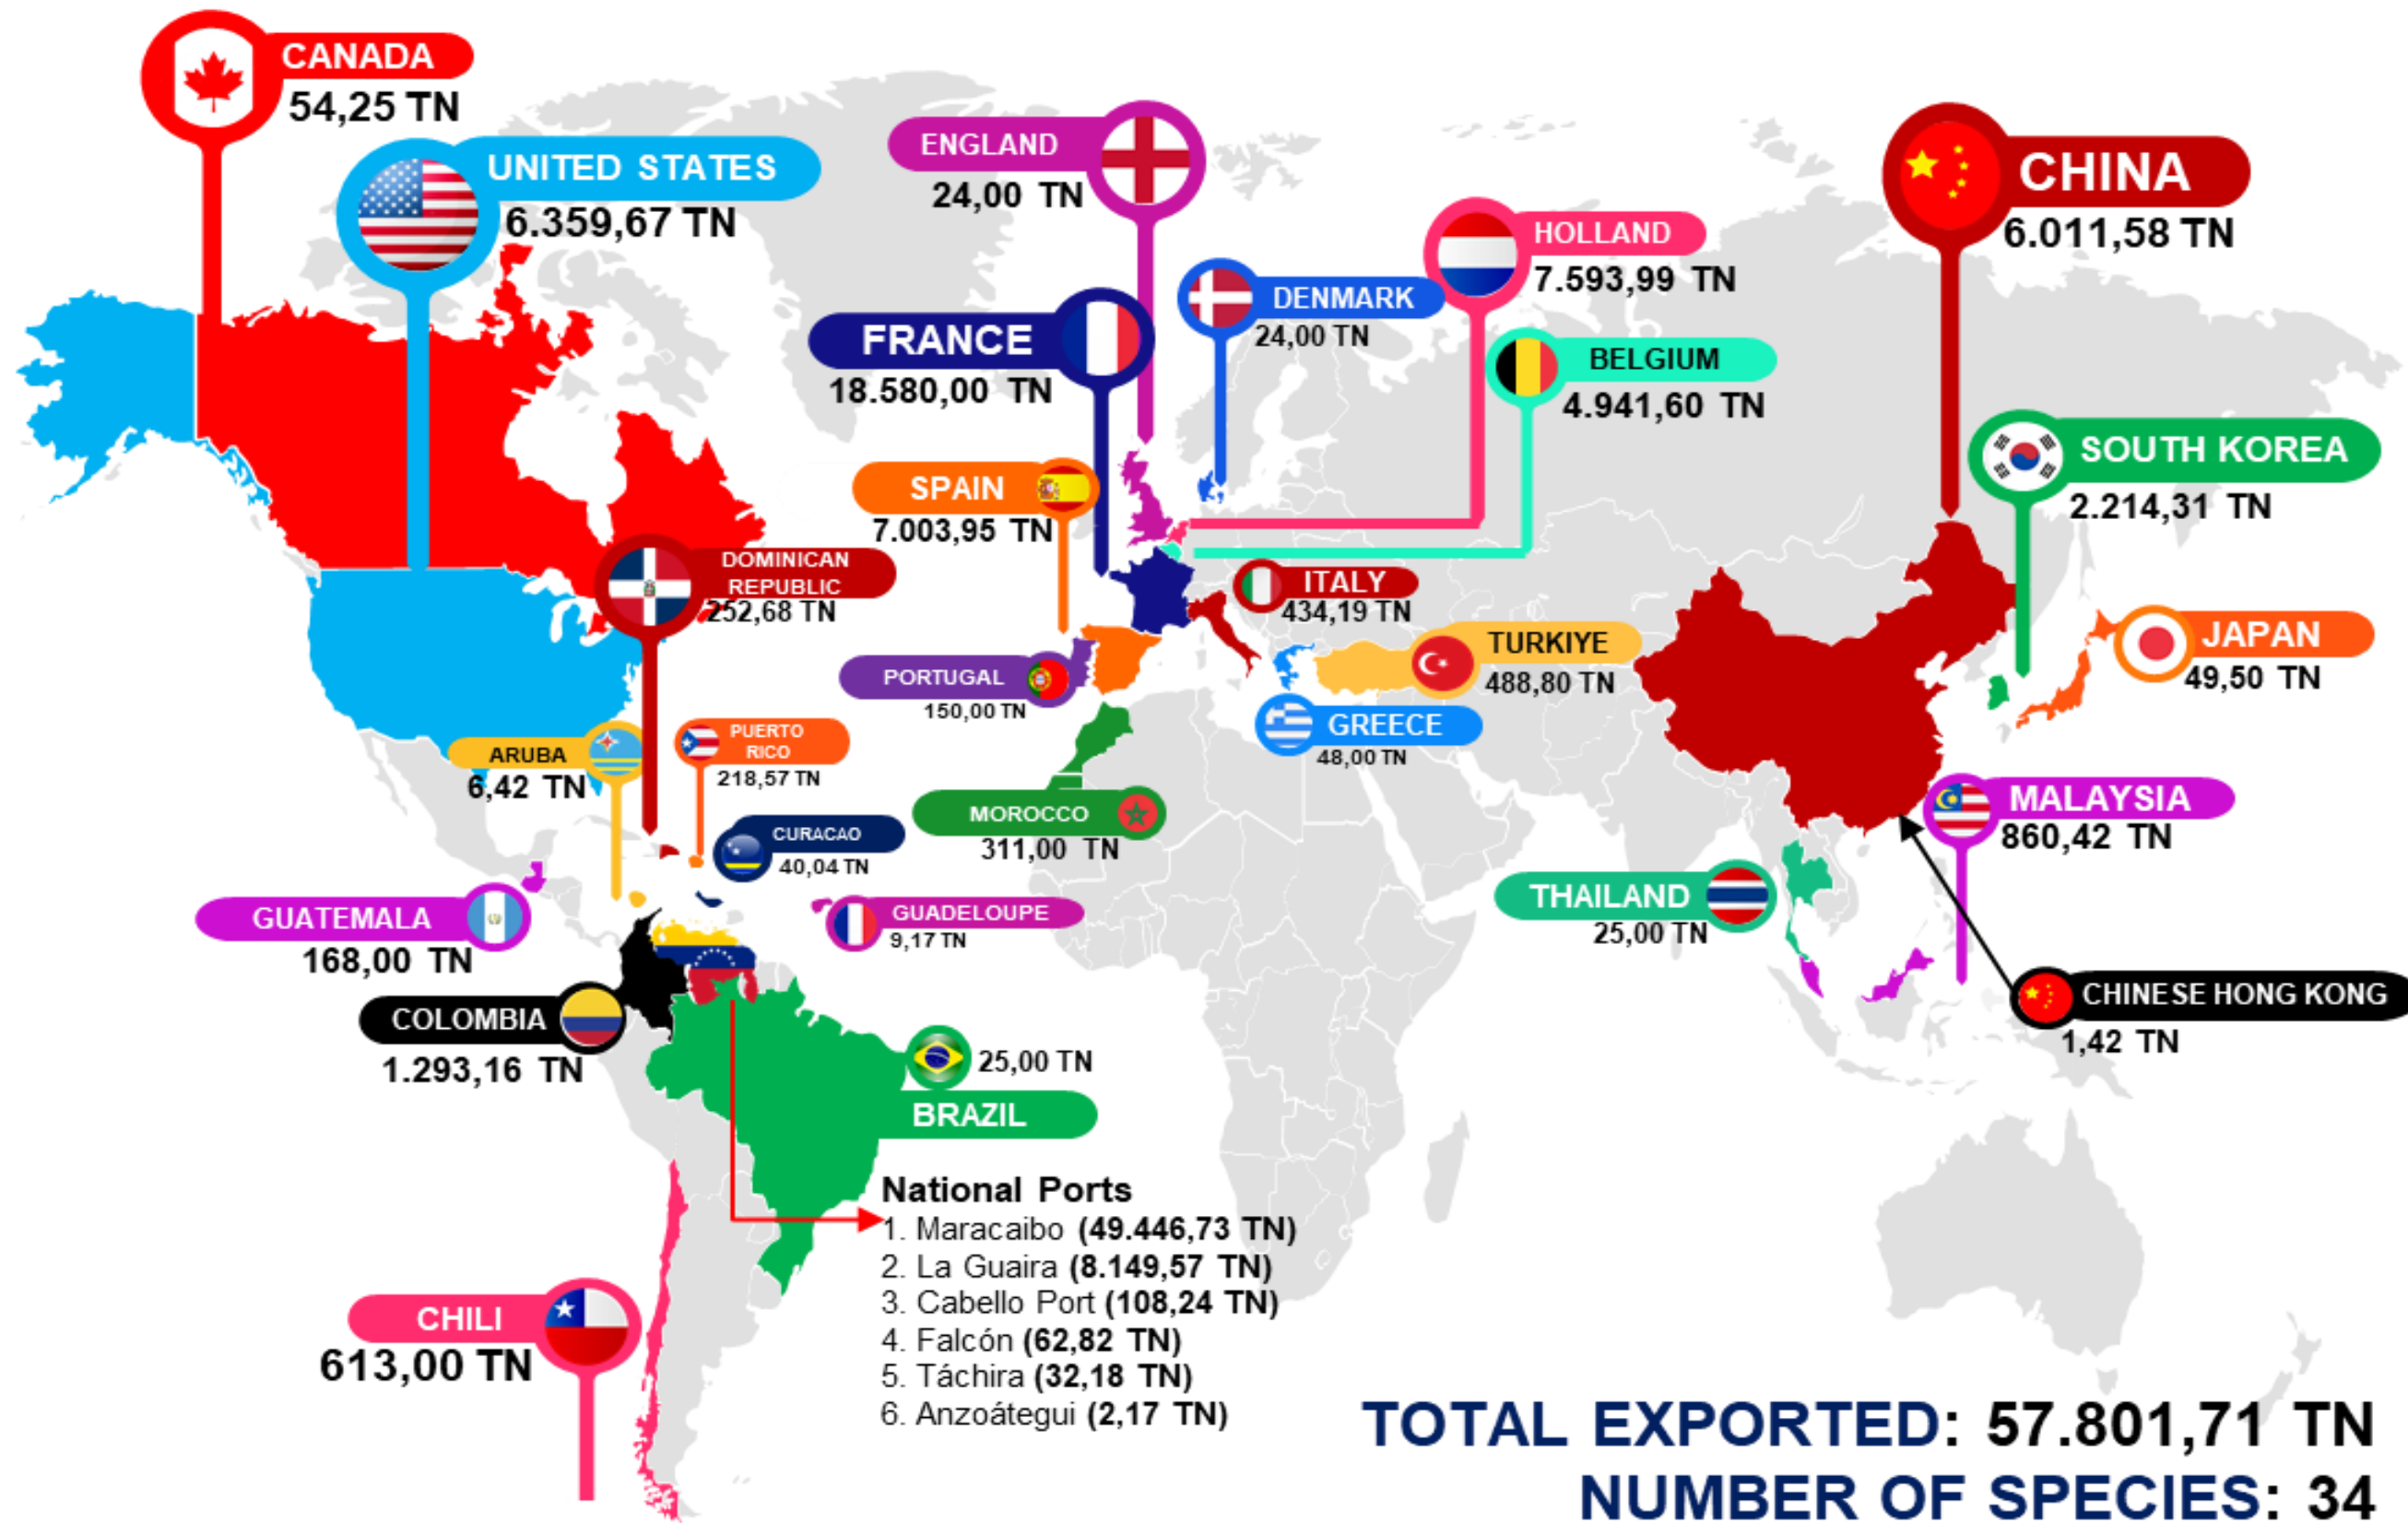 CANADA
54,25 TN
UNITED STATES
6.359,67 TN
ENGLAND
24,00 TN
CHINA
6.011,58 TN
HOLLAND
7.593,99 TN
DENMARK
24,00 TN
FRANCE
18.580,00 TN
BELGIUM
4.941,60 TN
SOUTH KOREA
2.214,31 TN
SPAIN
7.003,95 TN
DOMINICAN
REPUBLIC
252,68 TN
ITALY
434,19 TN
TURKIYE
488,80 TN
JAPAN
49,50 TN
PORTUGAL
150,00 TN
GREECE
48,00 TN
ARUBA
6,42 TN
PUERTO
RICO
218,57 TN
CURACAO
40,04 TN
MOROCCO
311,00 TN
MALAYSIA
860,42 TN
THAILAND
25,00 TN
GUATEMALA
168,00 TN
GUADELOUPE
9,17 TN
CHINESE HONG KONG
1,42 TN
COLOMBIA
1.293,16 TN
25,00 TN
BRAZIL
National Ports
1. Maracaibo (49.446,73 TN)
2. La Guaira (8.149,57 TN)
3. Cabello Port (108,24 TN)
4. Falcón (62,82 TN)
5. Táchira (32,18 TN)
6. Anzoátegui (2,17 TN)
CHILI
613,00 TN
TOTAL EXPORTED: 57.801,71 TN
NUMBER OF SPECIES: 34